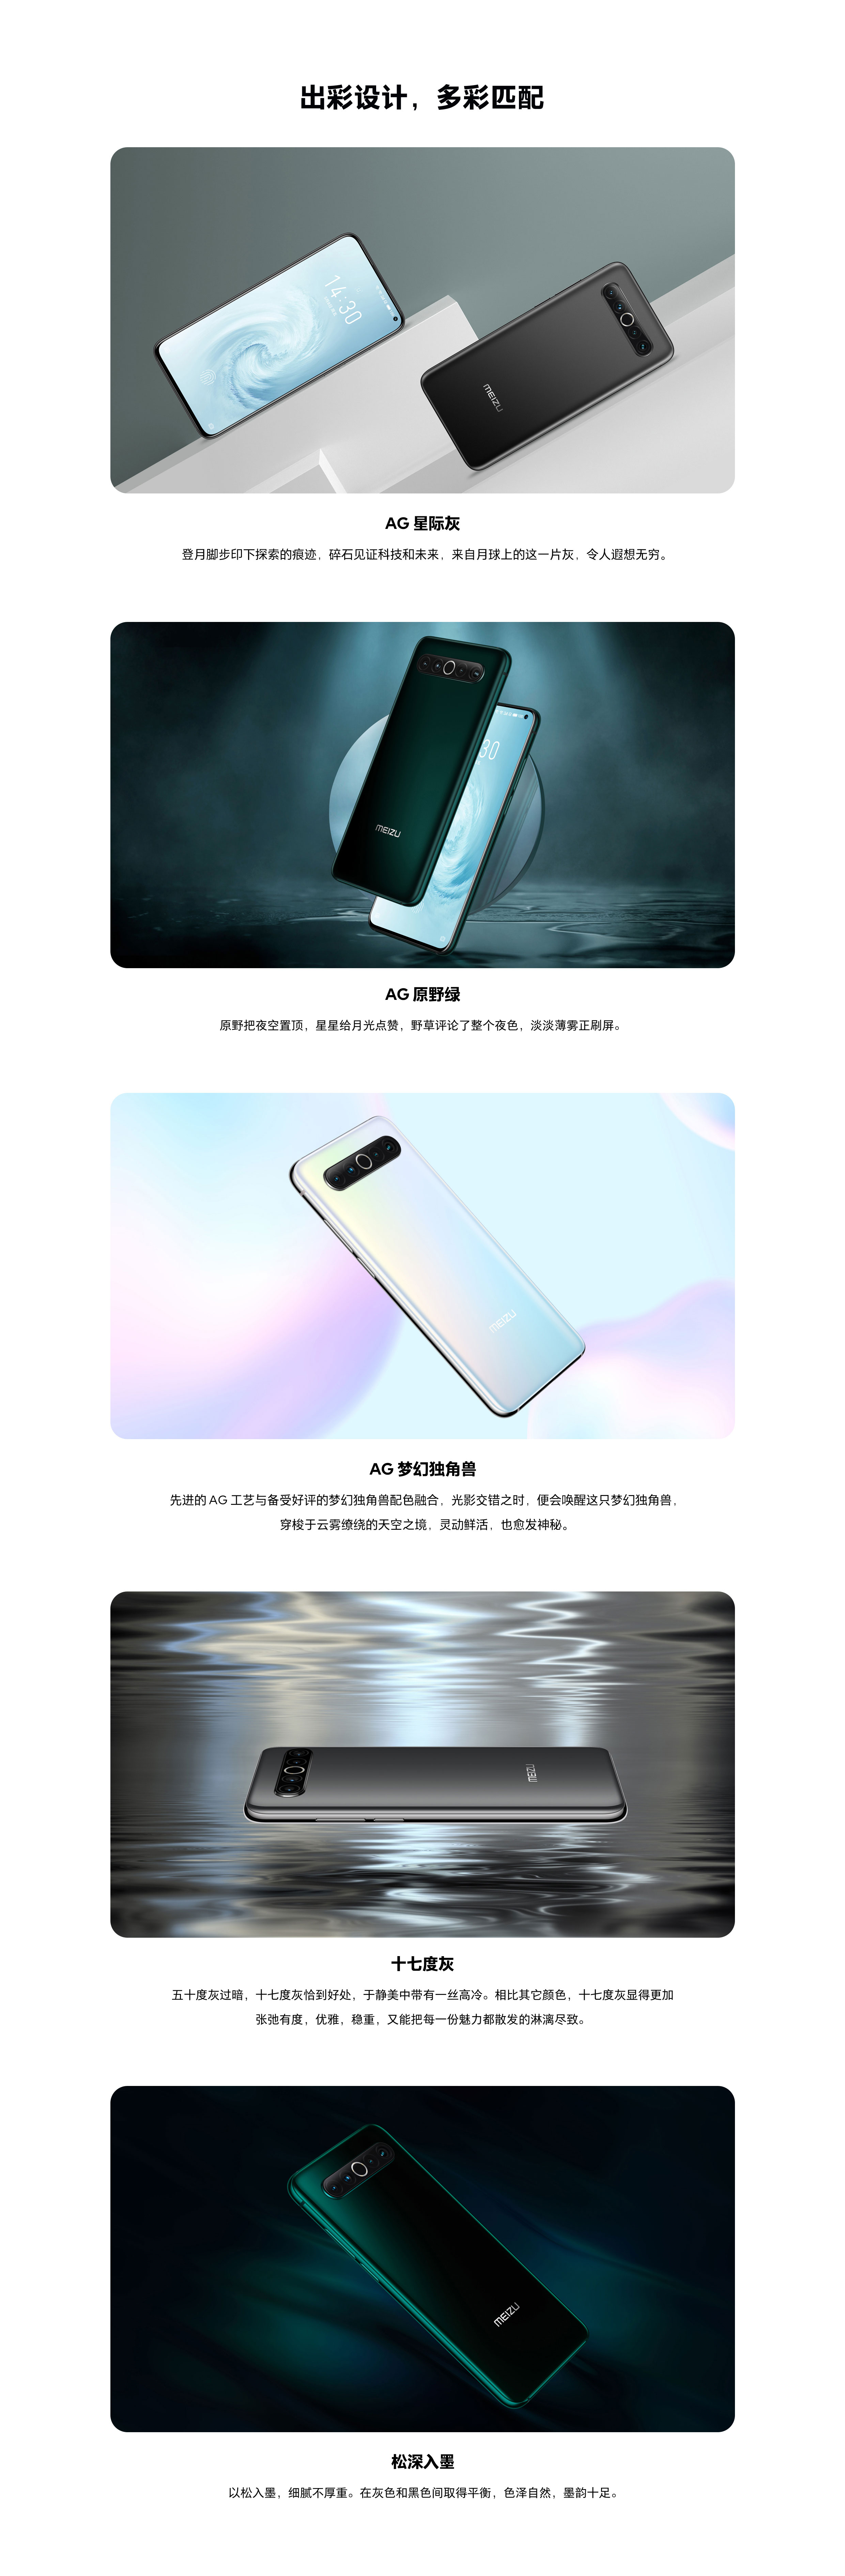 出彩设计，多彩匹配
14:30
MEIZU
AG 星际灰
登月脚步印下探索的痕迹，碎石见证科技和未来，来自月球上的这一片灰，令人遐想无穷。
30
MEIZU
AG 原野绿
原野把夜空置顶，星星给月光点赞，野草评论了整个夜色，淡淡薄雾正刷屏。
MEIZU
AG 梦幻独角兽
先进的 AG 工艺与备受好评的梦幻独角兽配色融合，光影交错之时，便会唤醒这只梦幻独角兽，
穿梭于云雾缭绕的天空之境，灵动鲜活，也愈发神秘。
MEIZU
十七度灰
五十度灰过暗，十七度灰恰到好处，于静美中带有一丝高冷。相比其它颜色，十七度灰显得更加
张弛有度，优雅，稳重，又能把每一份魅力都散发的淋漓尽致。
MEIZU
松深入墨
以松入墨，细腻不厚重。在灰色和黑色间取得平衡，色泽自然，墨韵十足。